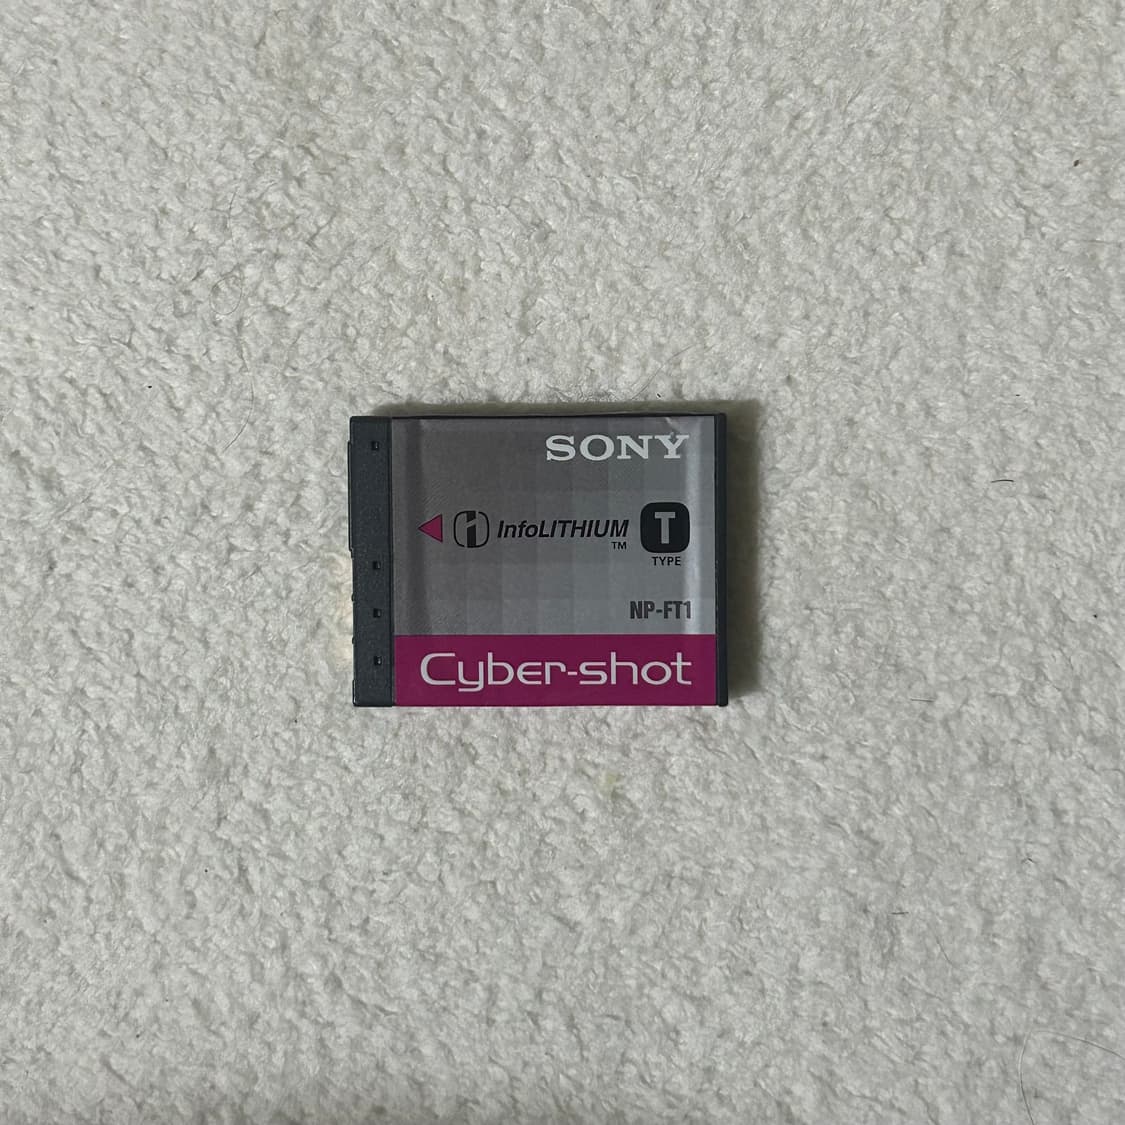 SONY
InfoLITHIUM TM T
TYPE
NP-FT1
Cyber-shot